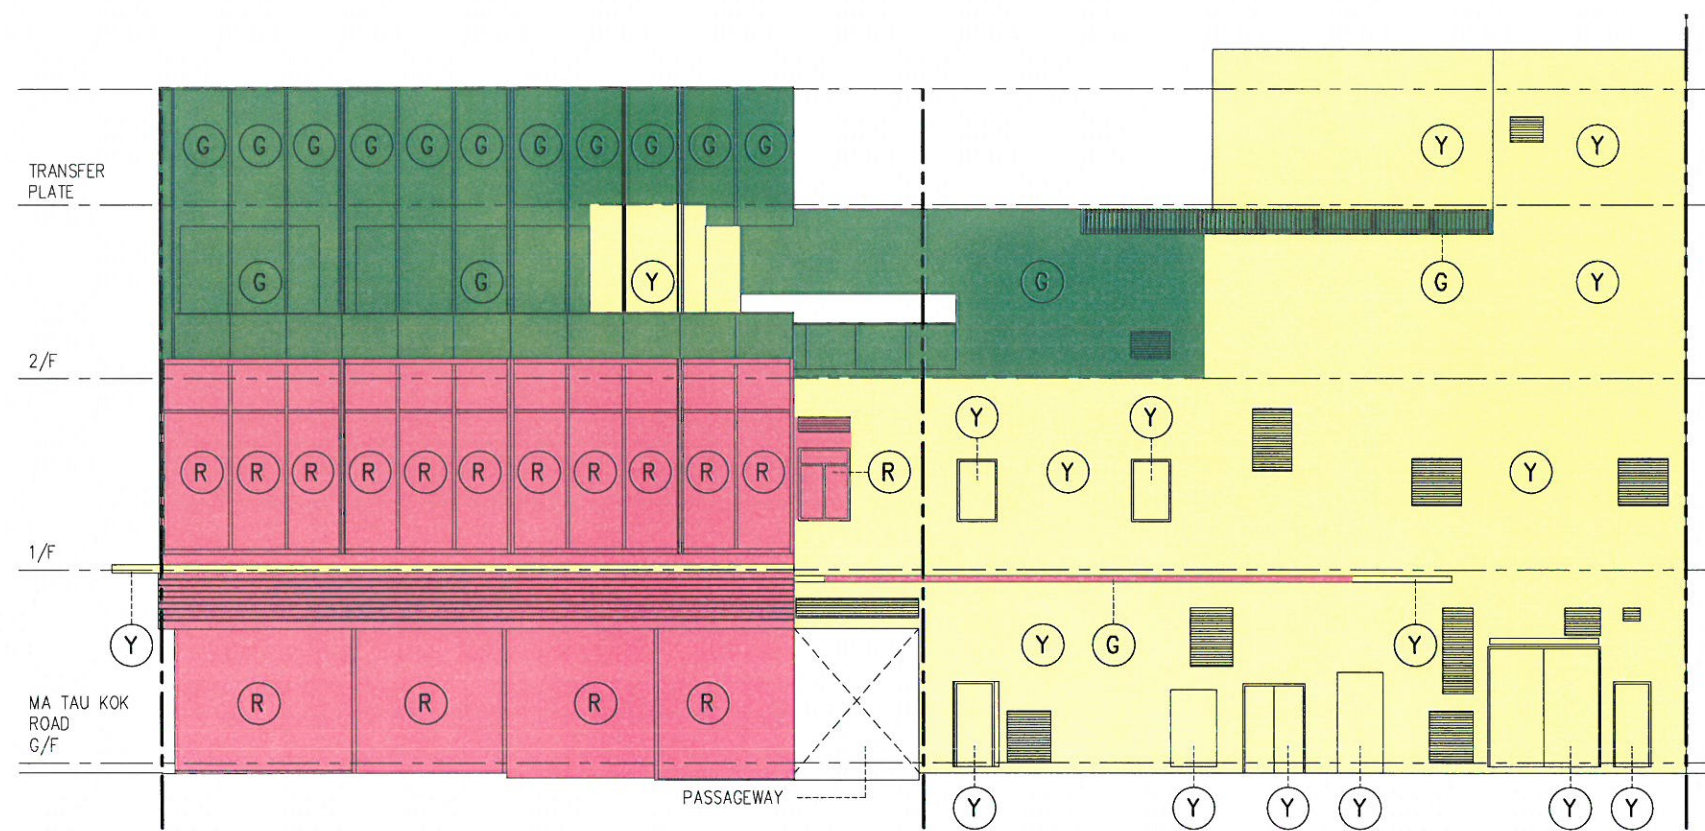 G G G G G G G G G G G Y Y
TRANSFER
PLATE
G G Y G G Y
2/F
Y Y
R R R R R R R R R R R R Y Y
1/F
Y Y G Y
R R R R
MA TAU KOK
ROAD
G/F
PASSAGEWAY
Y Y Y Y Y Y